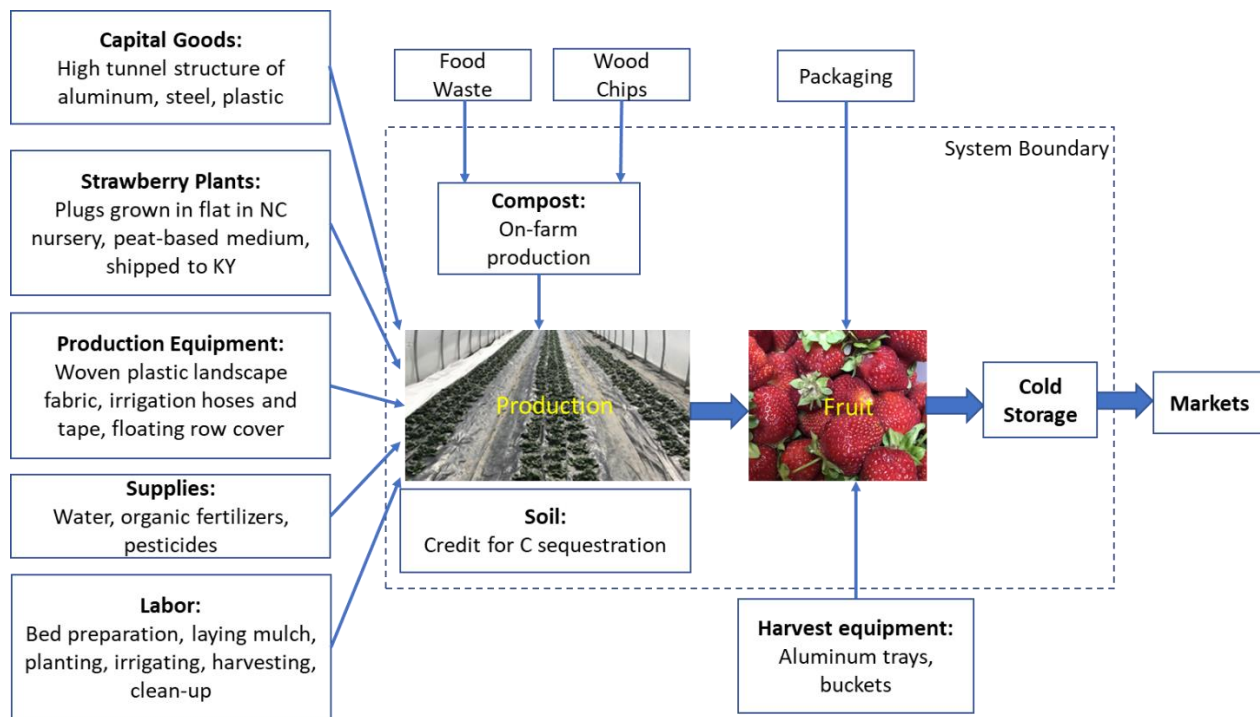 Capital Goods:
High tunnel structure of
aluminum, steel, plastic
Strawberry Plants:
Plugs grown in flat in NC
nursery, peat-based medium,
shipped to KY
Production Equipment:
Woven plastic landscape
fabric, irrigation hoses and
tape, floating row cover
Supplies:
Water, organic fertilizers,
pesticides
Labor:
Bed preparation, laying mulch,
planting, irrigating, harvesting,
clean-up
Food
Waste
Wood
Chips
Packaging
System Boundary
Compost:
On-farm
production
Production
Fruit
Cold
Storage
Markets
Soil:
Credit for C sequestration
Harvest equipment:
Aluminum trays,
buckets